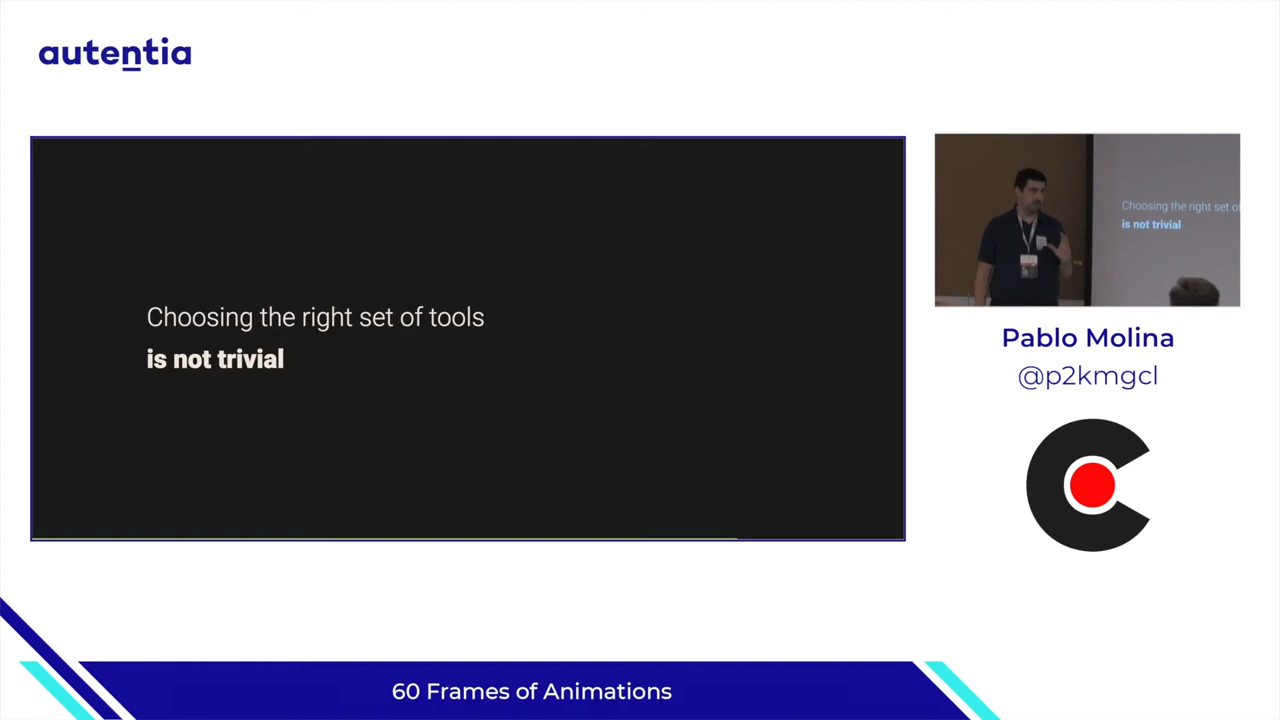 autentia
Choosing the right set of tools
is not trivial
Choosing the right set of
is not trivial
Pablo Molina
@p2kmgcl
60 Frames of Animations